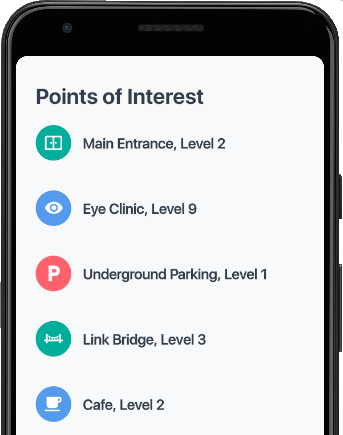 Points of Interest
Main Entrance, Level 2
Eye Clinic, Level 9
P
Underground Parking, Level 1
Link Bridge, Level 3
Cafe, Level 2